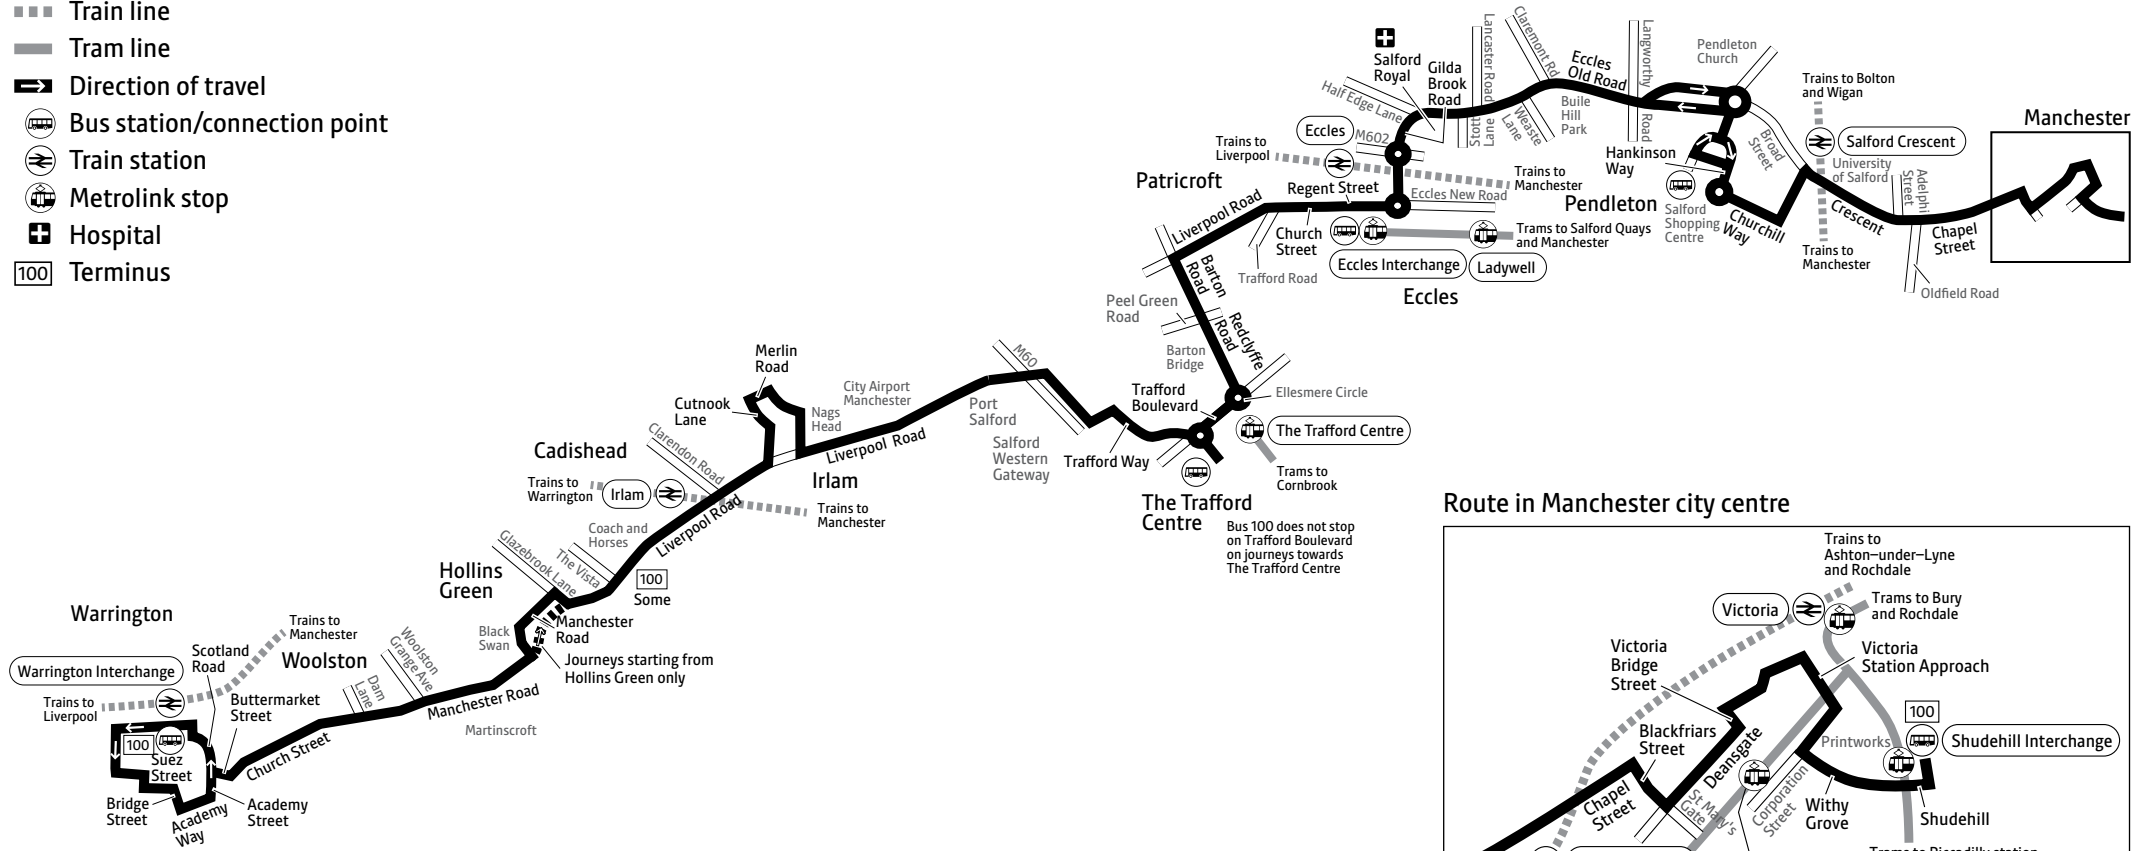 Train line
Tram line
Direction of travel
Bus station/connection point
Train station
Metrolink stop
Hospital
100
Terminus
Salford
Royal
Gilda
Brook
Road
Half Edge Lane
Lancaster Road
Stott Lane
Claremont Rd
Weaste
Lane
Eccles
Old Road
Buile
Hill
Park
Langworthy
Road
Pendleton
Church
Trains to Bolton
and Wigan
Salford Crescent
Manchester
Eccles
M602
Trains to
Liverpool
Trains to
Manchester
Patricroft
Regent Street
Eccles New Road
Hankinson
Way
Pendleton
Salford
Shopping
Centre
Broad
Street
University
of Salford
Adelphi
Street
Churchill
Way
Crescent
Chapel
Street
Trains to
Manchester
Oldfield Road
Liverpool Road
Church
Street
Trafford Road
Trams to Salford Quays
and Manchester
Eccles Interchange
Ladywell
Eccles
Barton
Road
Peel Green
Road
Redclyffe
Road
Barton
Bridge
Trafford
Boulevard
Ellesmere Circle
The Trafford Centre
Trams to
Cornbrook
The Trafford
Centre
Bus 100 does not stop
on Trafford Boulevard
on journeys towards
The Trafford Centre
Trafford Way
M60
Port
Salford
Salford
Western
Gateway
City Airport
Manchester
Nags
Head
Liverpool Road
Irlam
Merlin
Road
Cutnook
Lane
Clarendon Road
Cadishead
Trains to
Warrington
Irlam
Trains to
Manchester
Liverpool Road
Coach and
Horses
The Vista
Glazebrook Lane
100
Some
Hollins
Green
Manchester
Road
Black
Swan
Journeys starting from
Hollins Green only
Manchester Road
Martinscroft
Woolston
Grange Ave
Dam
Lane
Woolston
Warrington
Trains to
Manchester
Scotland
Road
Warrington Interchange
Trains to
Liverpool
Buttermarket
Street
Church Street
100
Suez
Street
Bridge
Street
Academy
Way
Academy
Street
Route in Manchester city centre
Trains to
Ashton–under–Lyne
and Rochdale
Trams to Bury
and Rochdale
Victoria
Victoria
Bridge
Street
Victoria
Station Approach
Blackfriars
Street
Deansgate
100
Printworks
Shudehill Interchange
Chapel
Street
St Mary's
Gate
Corporation
Street
Withy
Grove
Shudehill